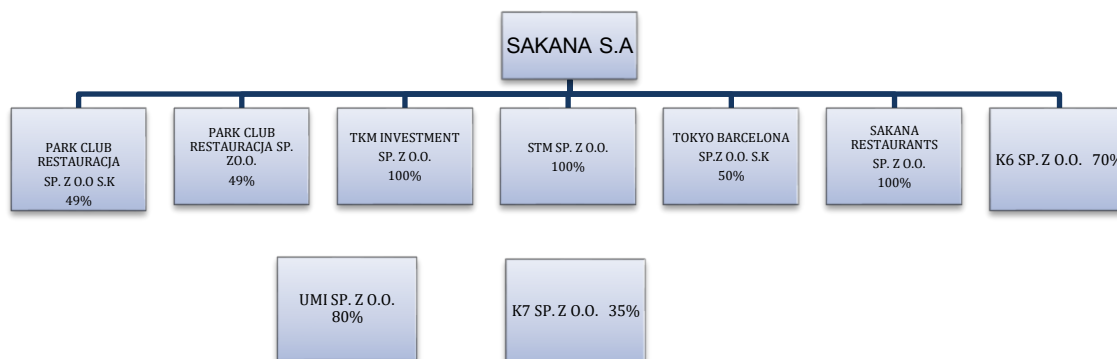 SAKANA S.A
PARK CLUB
RESTAURACJA
SP. Z O.O S.K
49%
PARK CLUB
RESTAURACJA SP.
ZO.O.
49%
TKM INVESTMENT
SP. Z O.O.
100%
STM SP. Z O.O.
100%
TOKYO BARCELONA
SP.Z O.O. S.K
50%
SAKANA
RESTAURANTS
SP. Z O.O.
100%
K6 SP. Z O.O. 70%
UMI SP. Z O.O.
80%
K7 SP. Z O.O. 35%